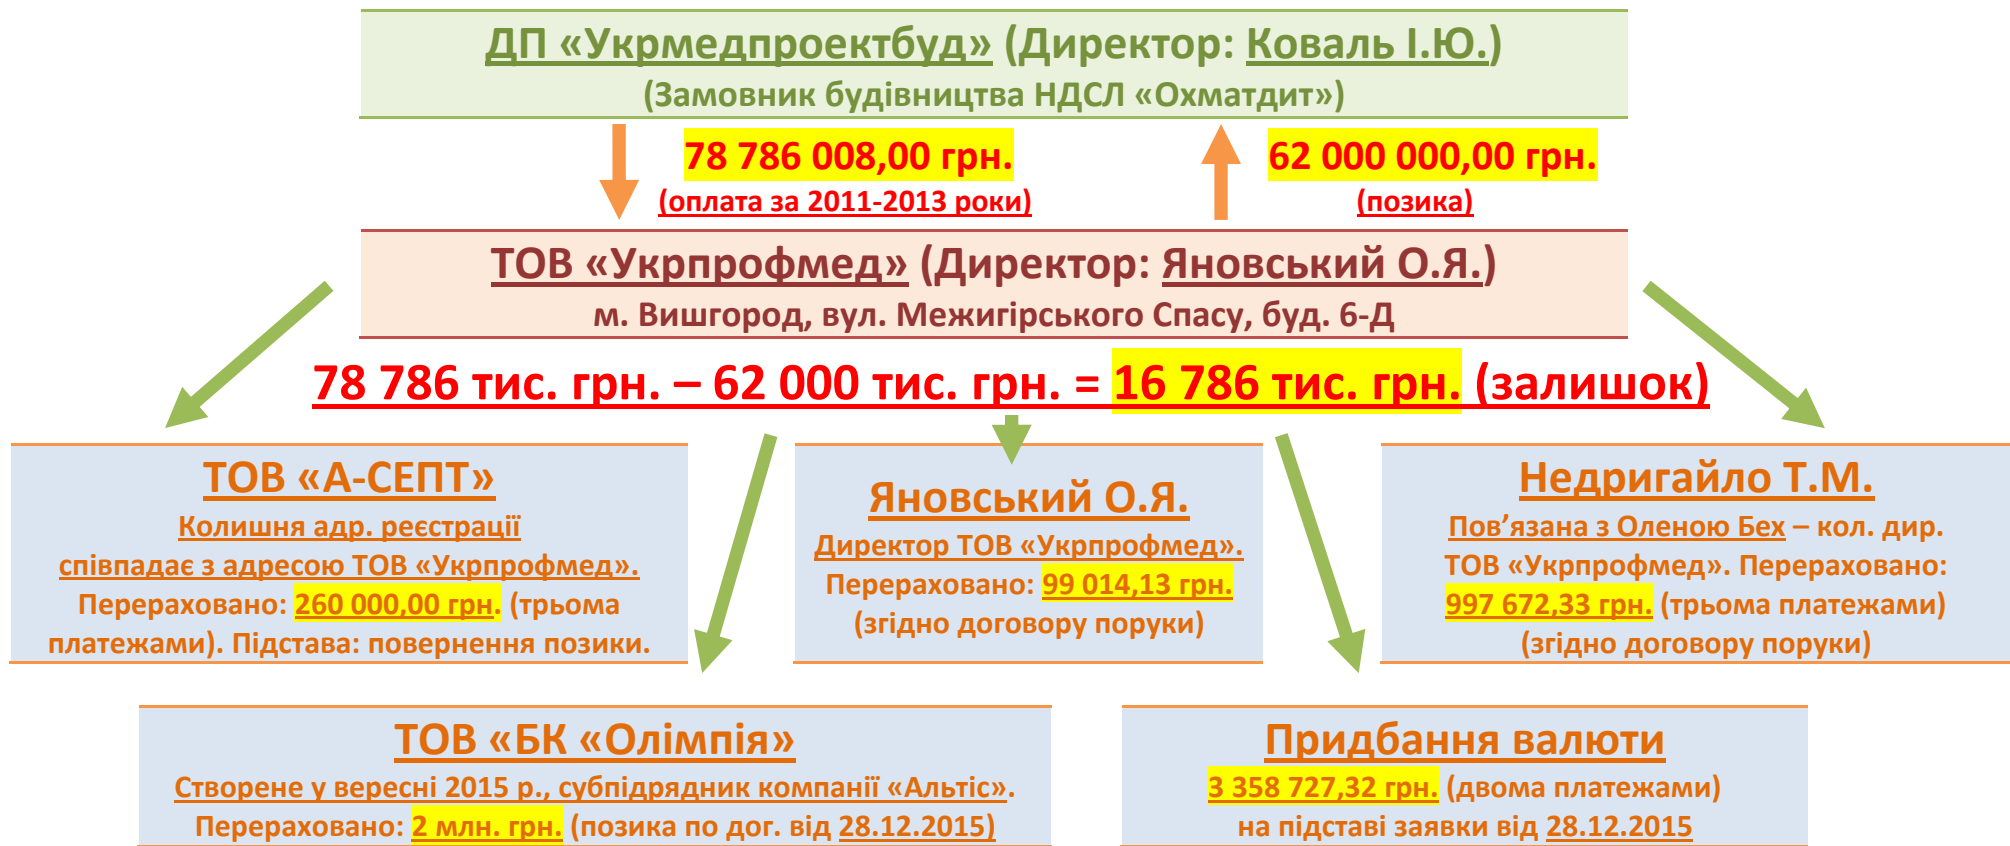 ДП «Укрмедпроектбуд» (Директор: Коваль І.Ю.)
(Замовник будівництва НДСЛ «Охматдит»)
78 786 008,00 грн.
(оплата за 2011-2013 роки)
62 000 000,00 грн.
(позика)
ТОВ «Укрпрофмед» (Директор: Яновський О.Я.)
м. Вишгород, вул. Межигірського Спасу, буд. 6-Д
78 786 тис. грн. – 62 000 тис. грн. = 16 786 тис. грн. (залишок)
ТОВ «А-СЕПТ»
Колишня адр. реєстрації
співпадає з адресою ТОВ «Укрпрофмед».
Перераховано: 260 000,00 грн. (трьома
платежами). Підстава: повернення позики.
Яновський О.Я.
Директор ТОВ «Укрпрофмед».
Перераховано: 99 014,13 грн.
(згідно договору поруки)
Недригайло Т.М.
Пов’язана з Оленою Бех – кол. дир.
ТОВ «Укрпрофмед». Перераховано:
997 672,33 грн. (трьома платежами)
(згідно договору поруки)
ТОВ «БК «Олімпія»
Створене у вересні 2015 р., субпідрядник компанії «Альтіс».
Перераховано: 2 млн. грн. (позика по дог. від 28.12.2015)
Придбання валюти
3 358 727,32 грн. (двома платежами)
на підставі заявки від 28.12.2015